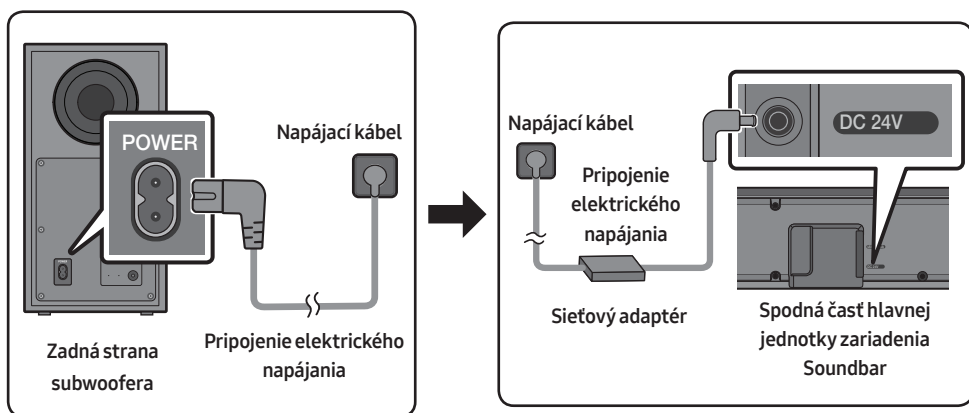 POWER
Napájací kábel
Zadná strana
subwoofera
Pripojenie elektrického
napájania
Napájací kábel
DC 24V
Pripojenie
elektrického
napájania
Sieťový adaptér
Spodná časť hlavnej
jednotky zariadenia
Soundbar